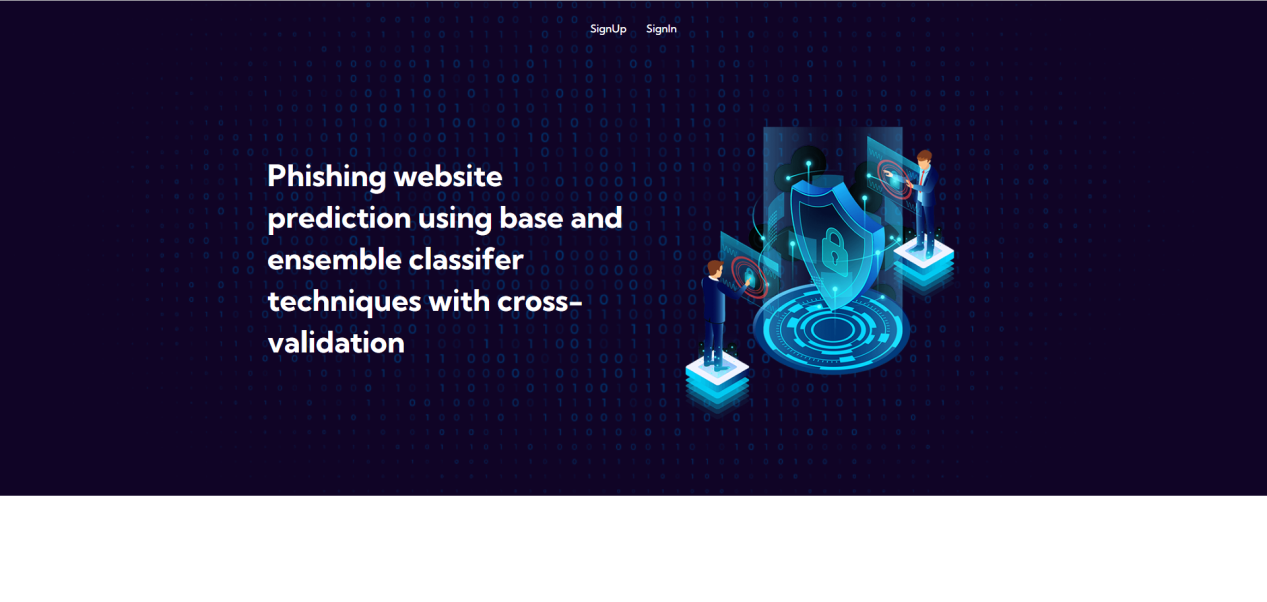 SignUp SignIn
Phishing website
prediction using base and
ensemble classifer
techniques with cross-
validation